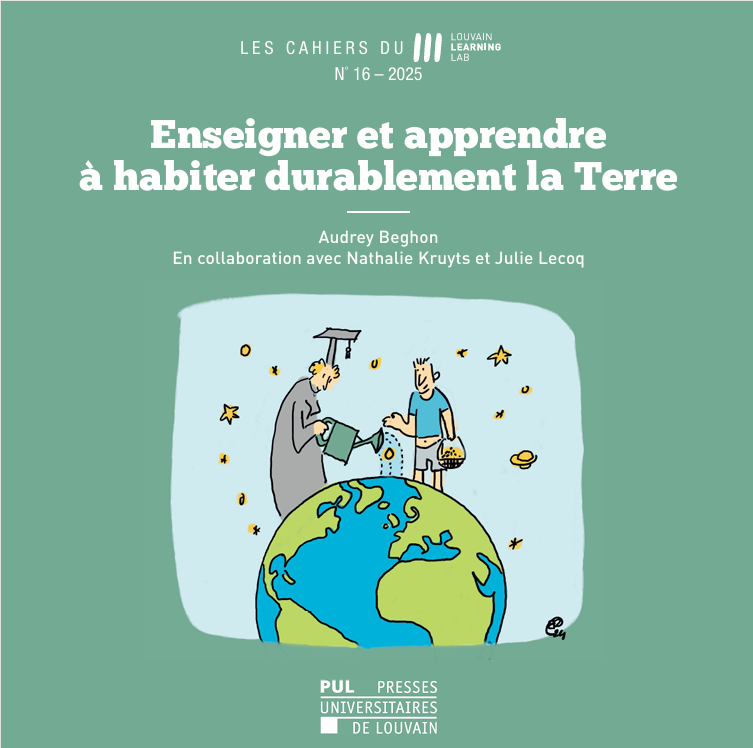 LES CAHIERS DU
LOUVAIN
LEARNING
LAB
N° 16 – 2025
Enseigner et apprendre
à habiter durablement la Terre
Audrey Beghon
En collaboration avec Nathalie Kruyts et Julie Lecoq
PUL PRESSES
UNIVERSITAIRES
DE LOUVAIN